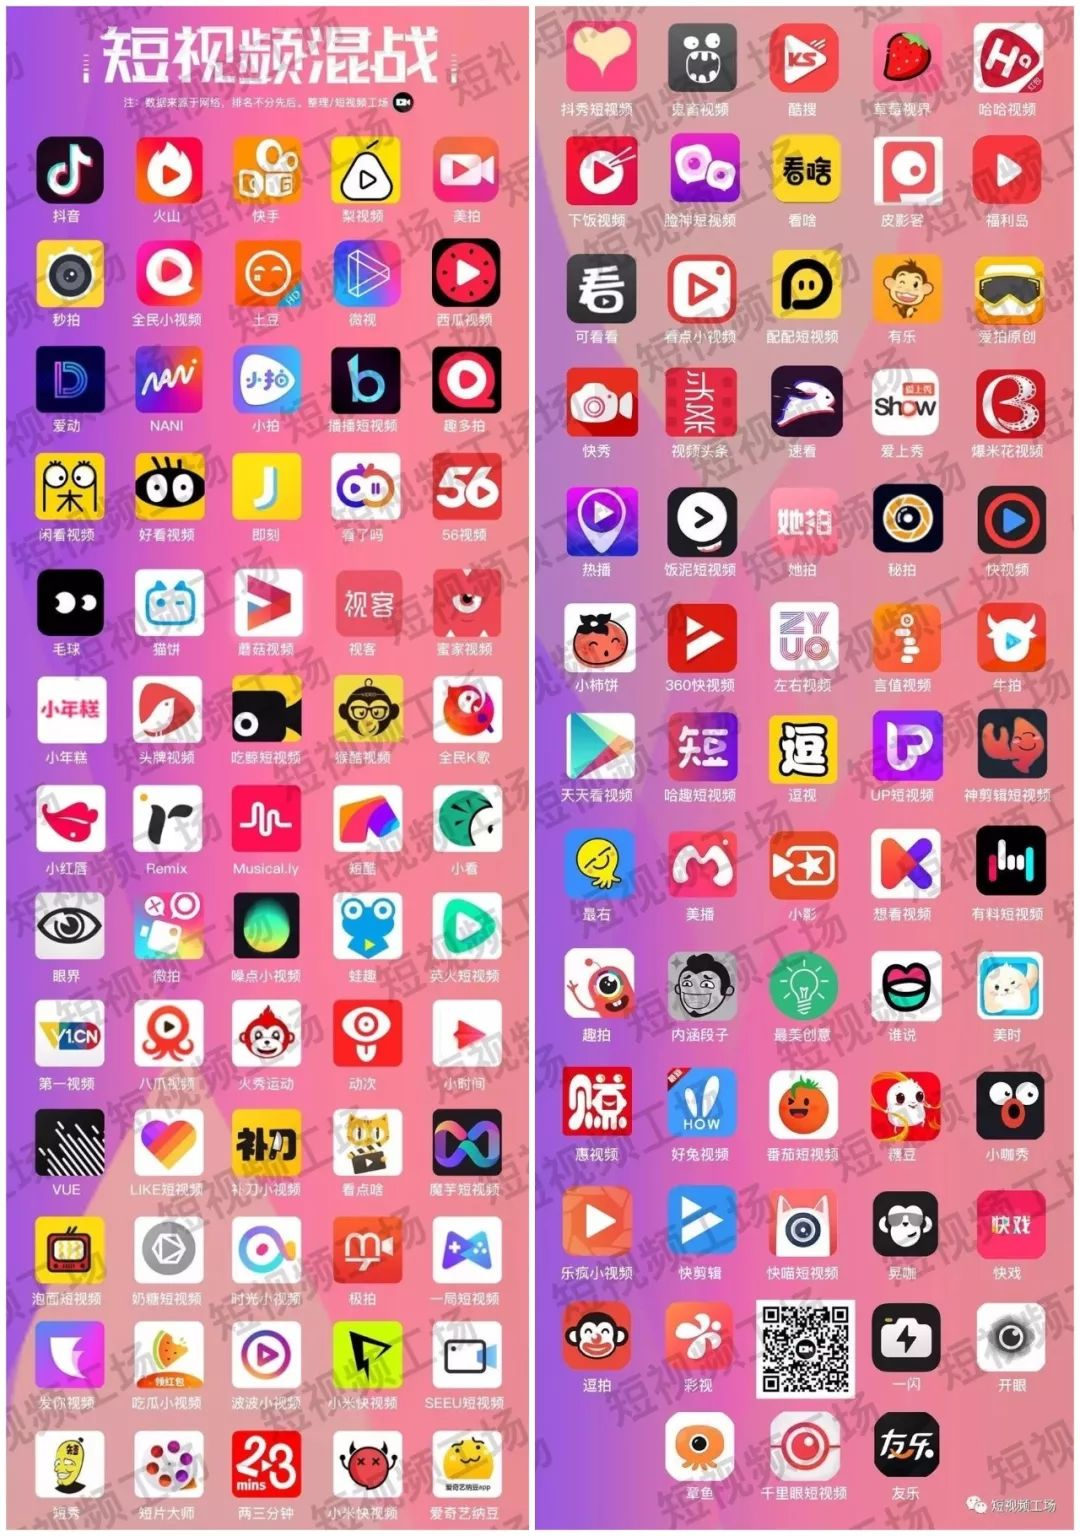 短视频混战
注：数据来源于网络，排名不分先后。整理/短视频工场
抖音 火山 快手 梨视频 美拍
秒拍 全民小视频 土豆 微视 西瓜视频
爱动 NANI 小拍 播播短视频 趣多拍
闲看视频 好看视频 即刻 看了吗 56视频
毛球 猫饼 蘑菇视频 视客 蜜家视频
小年糕 头牌视频 吃鲸短视频 猴酷视频 全民K歌
小红唇 Remix Musical.ly 短酷 小看
眼界 微拍 噪点小视频 蛙趣 英火短视频
第一视频 八爪视频 火秀运动 动次 小时间
VUE LIKE短视频 补刀小视频 看点啥 魔芋短视频
泡面短视频 奶糖短视频 时光小视频 极拍 一局短视频
发你视频 吃瓜小视频 波波小视频 小米快视频 SEEU短视频
短秀 短片大师 两三分钟 小米快视频 爱奇艺纳豆
抖秀短视频 鬼畜视频 酷搜 草莓视界 哈哈视频
下饭视频 脸神短视频 看啥 皮影客 福利岛
可看看 看点小视频 配配短视频 有乐 爱拍原创
快秀 视频头条 速看 爱上秀 爆米花视频
热播 饭泥短视频 她拍 秘拍 快视频
小柿饼 360快视频 左右视频 言值视频 牛拍
天天看视频 哈趣短视频 逗视 UP短视频 神剪辑短视频
最右 美播 小影 想看视频 有料短视频
趣拍 内涵段子 最美创意 谁说 美时
惠视频 好兔视频 番茄短视频 糖豆 小咖秀
乐疯小视频 快剪辑 快喵短视频 晃咖 快戏
逗拍 彩视 一闪 开眼
章鱼 千里眼短视频 友乐
短视频工场